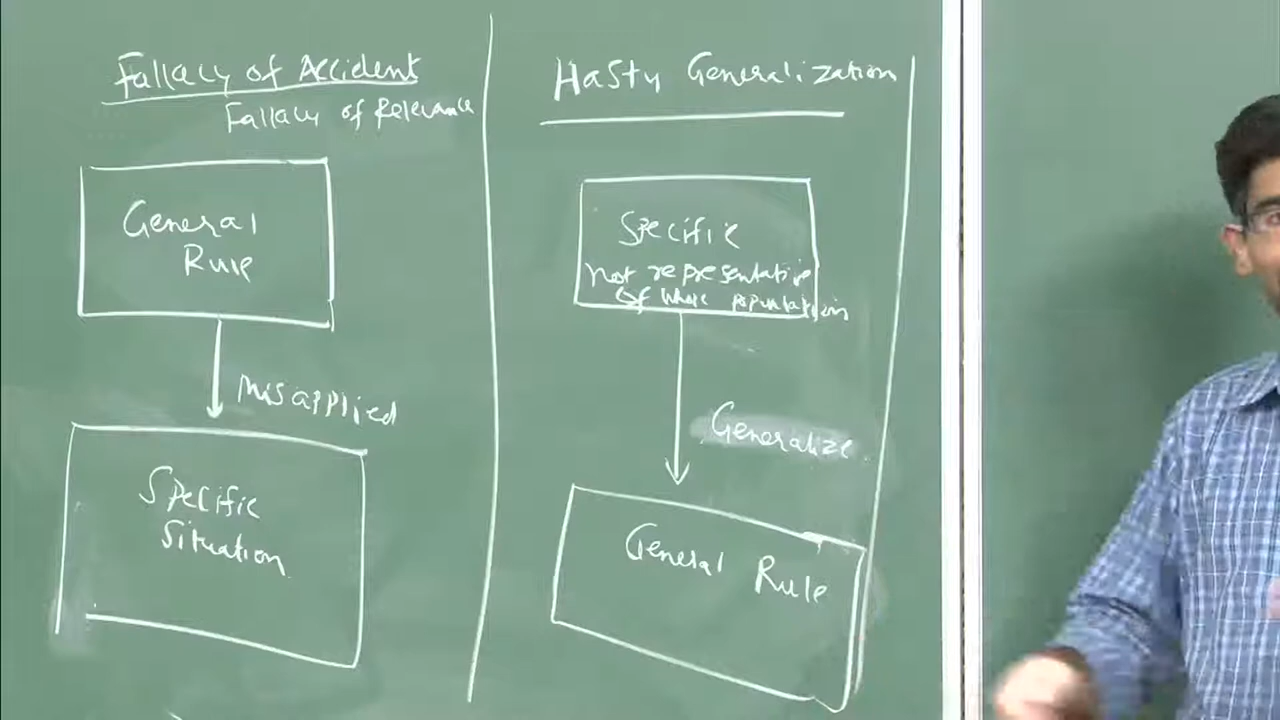 Fallacy of Accident
Fallacy of Relevance
General
Rule
Misapplied
Specific
Situation
Hasty Generalization
Specific
Not representative
of whole population
Generalize
General Rule